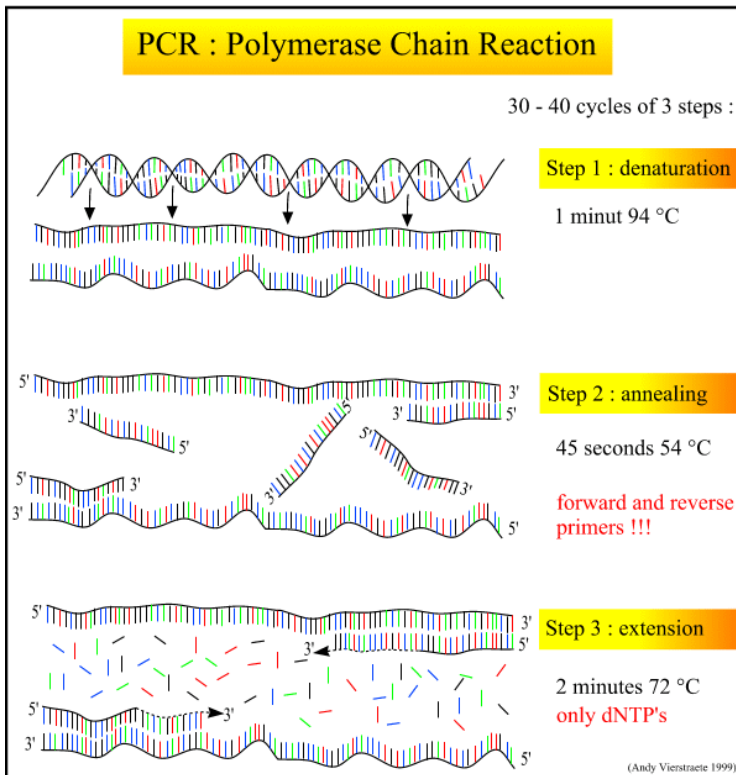 PCR : Polymerase Chain Reaction
30 - 40 cycles of 3 steps :
Step 1 : denaturation
1 minut 94 °C
5'
3'
Step 2 : annealing
3'
5'
3'
5'
5'
45 seconds 54 °C
5'
3'
3'
3'
forward and reverse
primers !!!
3'
5'
5'
3'
Step 3 : extension
3'
5'
2 minutes 72 °C
5'
3'
only dNTP's
3'
5'
(Andy Vierstraete 1999)